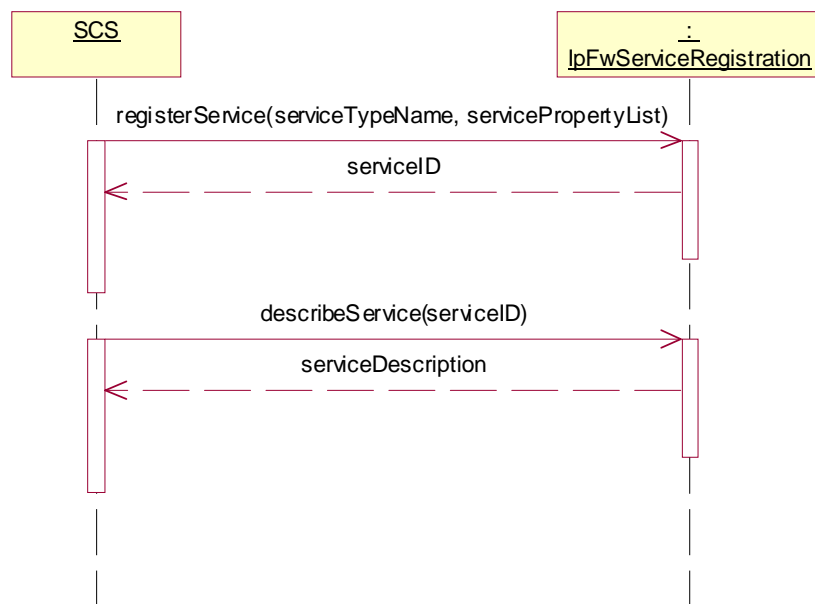 SCS
:
IpFwServiceRegistration
registerService(serviceTypeName, servicePropertyList)
serviceID
describeService(serviceID)
serviceDescription